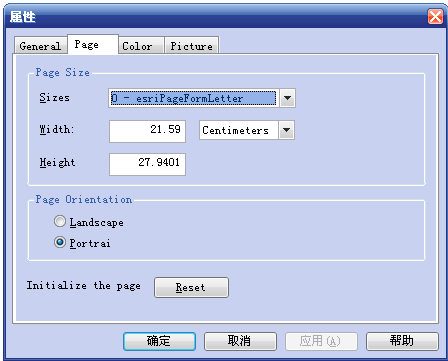 属性
General Page Color Picture
Page Size
Sizes 0 - esriPageFormLetter
Width: 21.59 Centimeters
Height 27.9401
Page Orientation
Landscape
Portrai
Initialize the page Reset
确定 取消 应用(A) 帮助